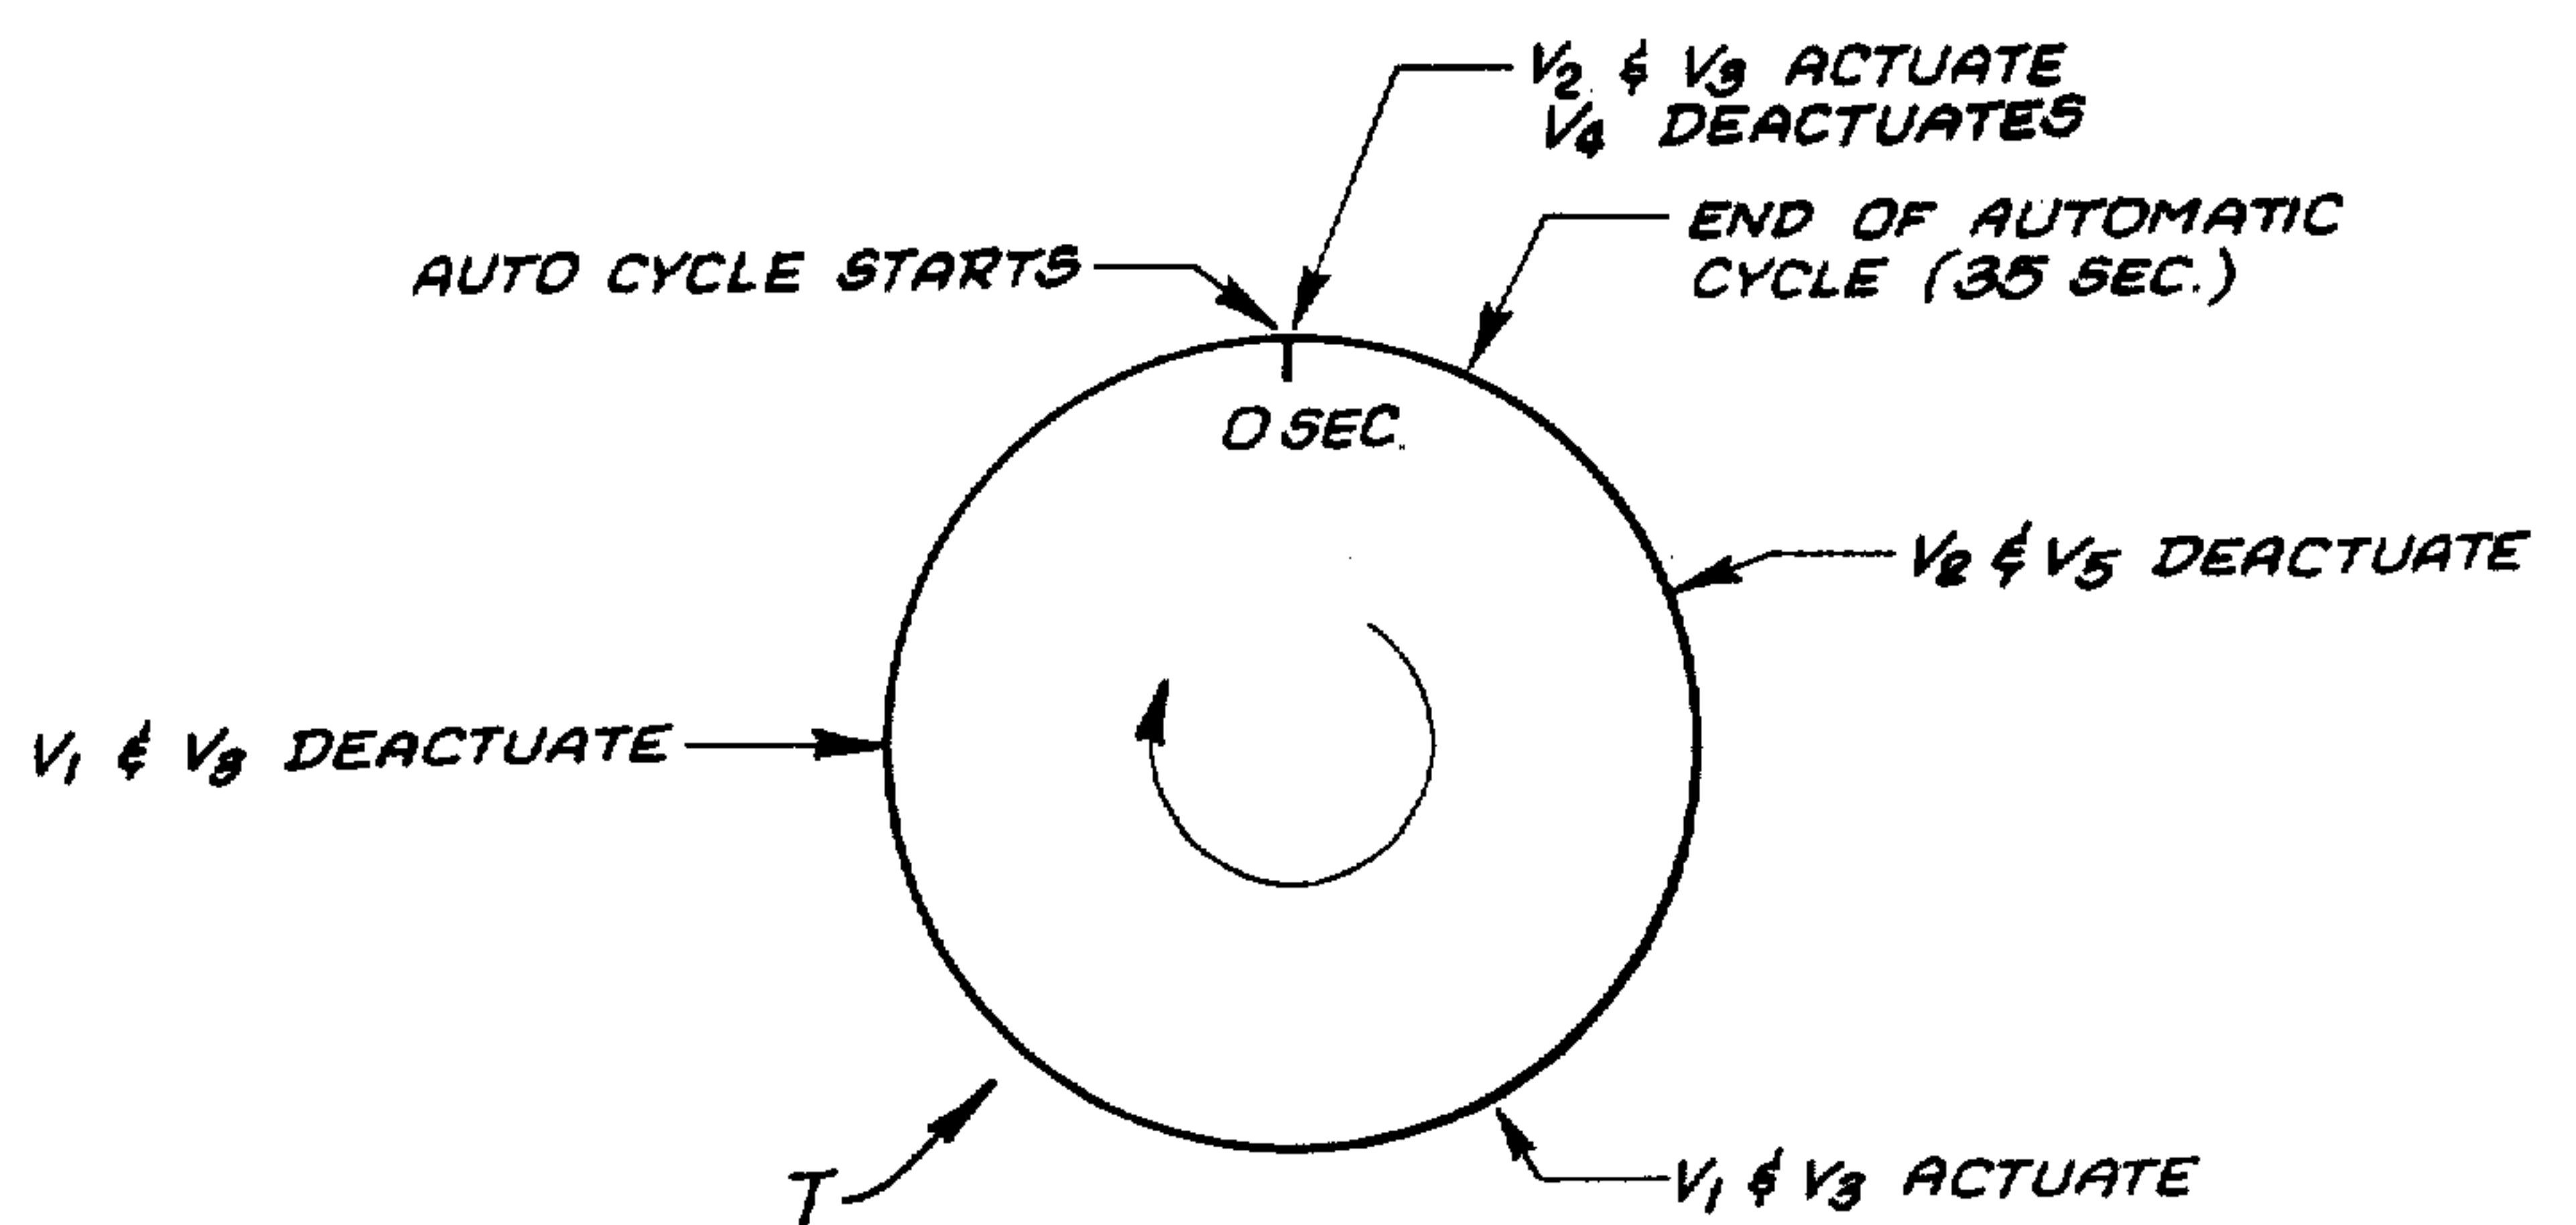 V2 & V3 ACTUATE
V4 DEACTUATES
END OF AUTOMATIC
CYCLE (35 SEC.)
AUTO CYCLE STARTS
0 SEC.
V2 & V5 DEACTUATE
V1 & V3 DEACTUATE
T
V1 & V3 ACTUATE